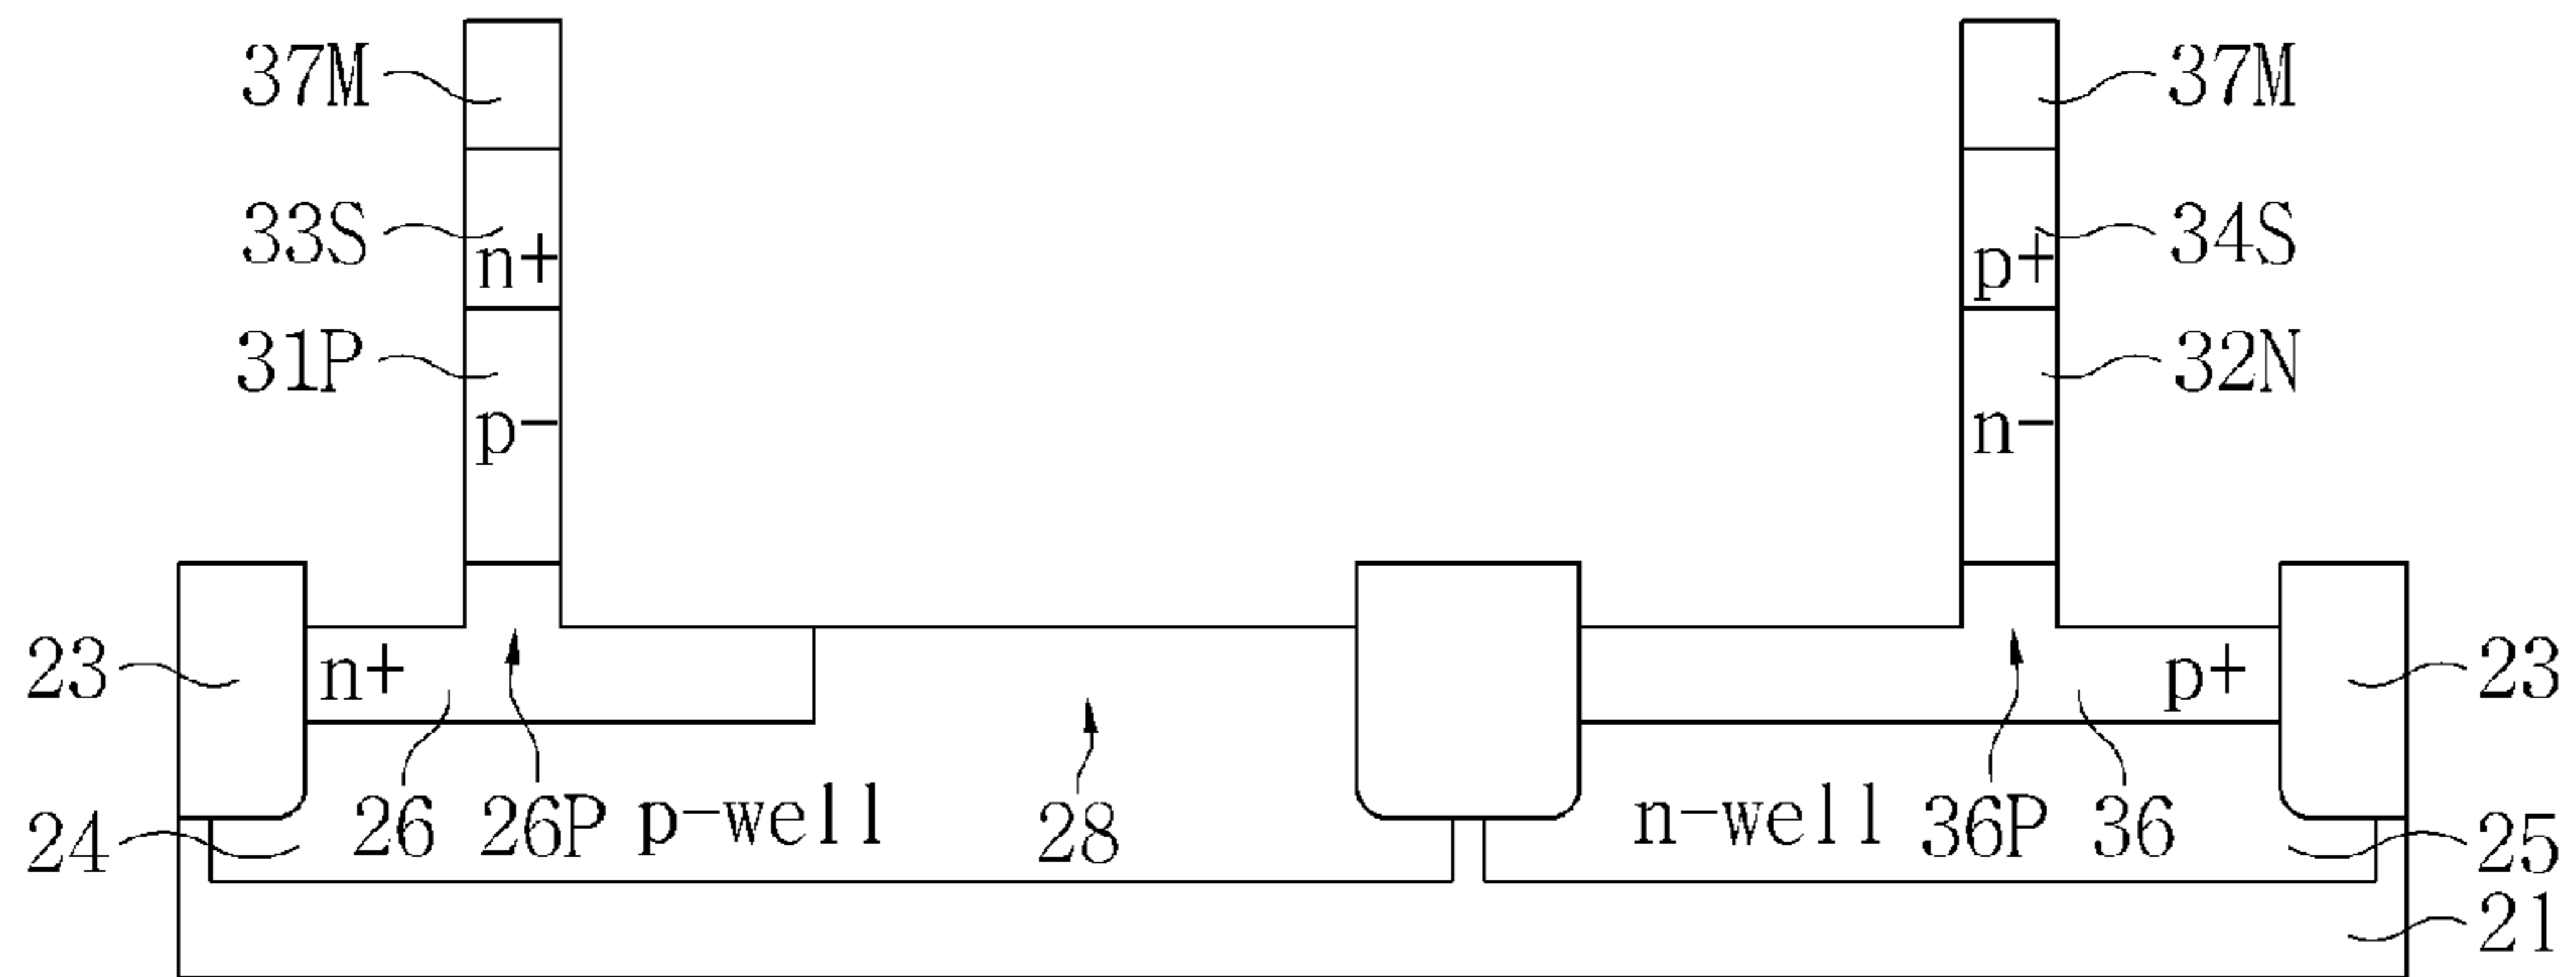 37M 37M
33S n+ p+ 34S
31P p- n- 32N
23 n+ p+ 23
24 26 26P p-well 28 n-well 36P 36 25
21